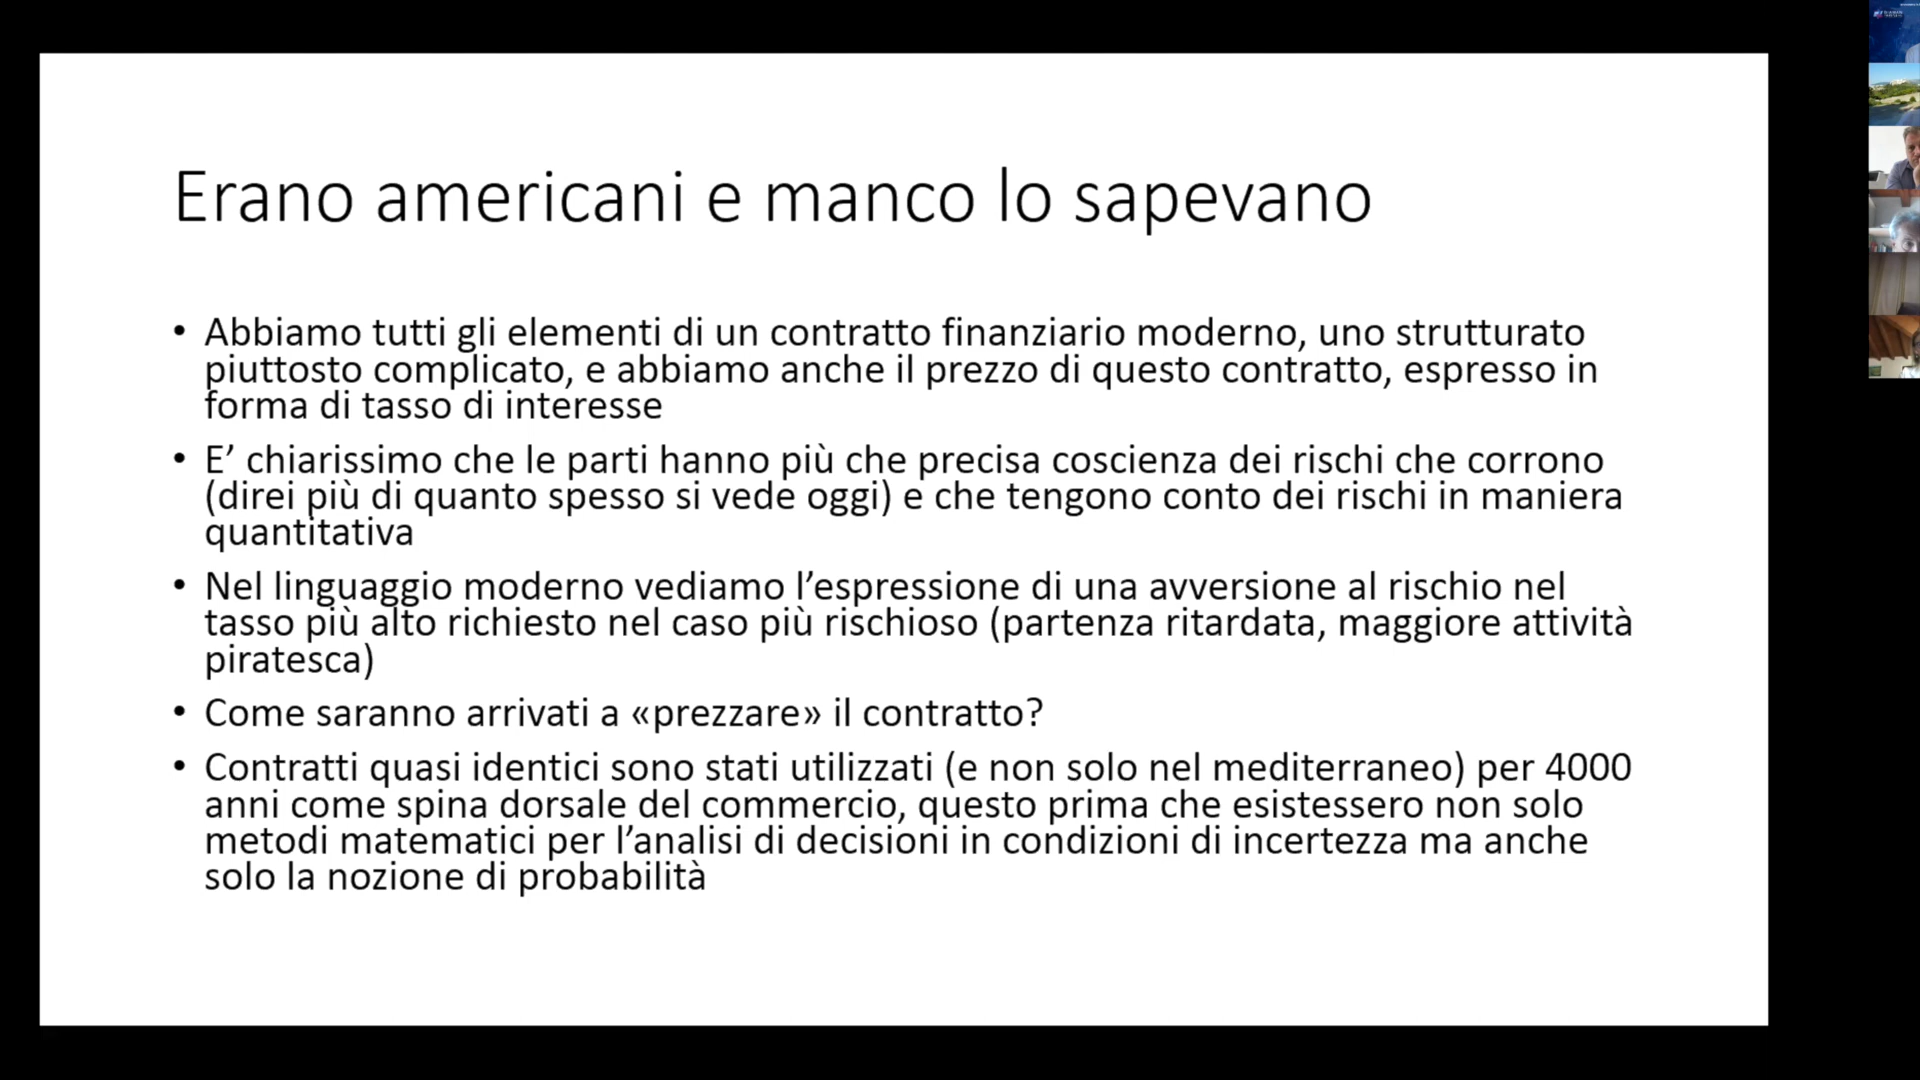 Erano americani e manco lo sapevano
• Abbiamo tutti gli elementi di un contratto finanziario moderno, uno strutturato
piuttosto complicato, e abbiamo anche il prezzo di questo contratto, espresso in
forma di tasso di interesse
• E’ chiarissimo che le parti hanno più che precisa coscienza dei rischi che corrono
(direi più di quanto spesso si vede oggi) e che tengono conto dei rischi in maniera
quantitativa
• Nel linguaggio moderno vediamo l’espressione di una avversione al rischio nel
tasso più alto richiesto nel caso più rischioso (partenza ritardata, maggiore attività
piratesca)
• Come saranno arrivati a «prezzare» il contratto?
• Contratti quasi identici sono stati utilizzati (e non solo nel mediterraneo) per 4000
anni come spina dorsale del commercio, questo prima che esistessero non solo
metodi matematici per l’analisi di decisioni in condizioni di incertezza ma anche
solo la nozione di probabilità